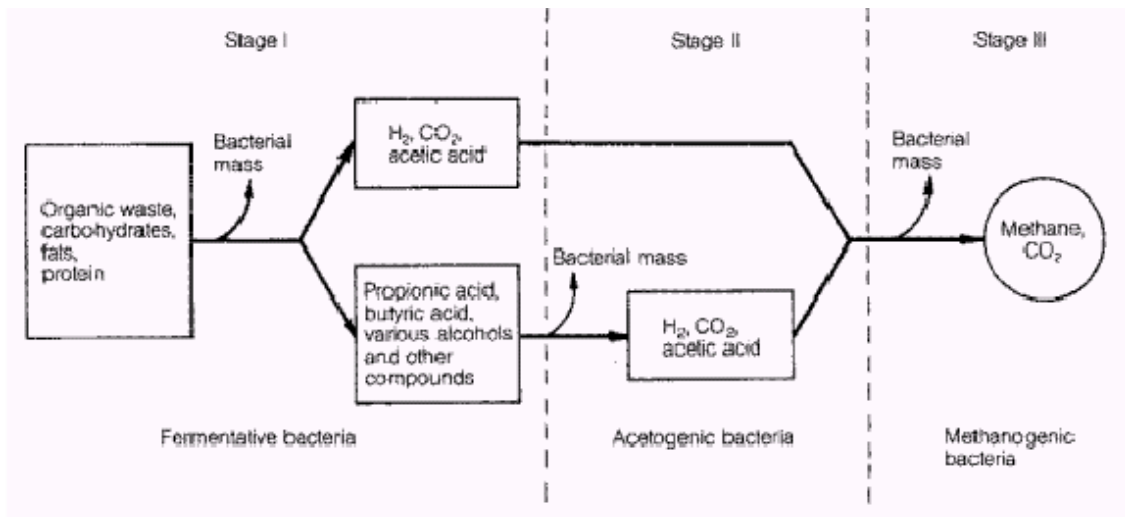 Stage I
Stage II
Stage III
Organic waste,
carbohydrates,
fats,
protein
Bacterial
mass
H₂, CO₂,
acetic acid
Propionic acid,
butyric acid,
various alcohols
and other
compounds
Bacterial mass
H₂, CO₂,
acetic acid
Bacterial
mass
Methane,
CO₂
Fermentative bacteria
Acetogenic bacteria
Methanogenic
bacteria